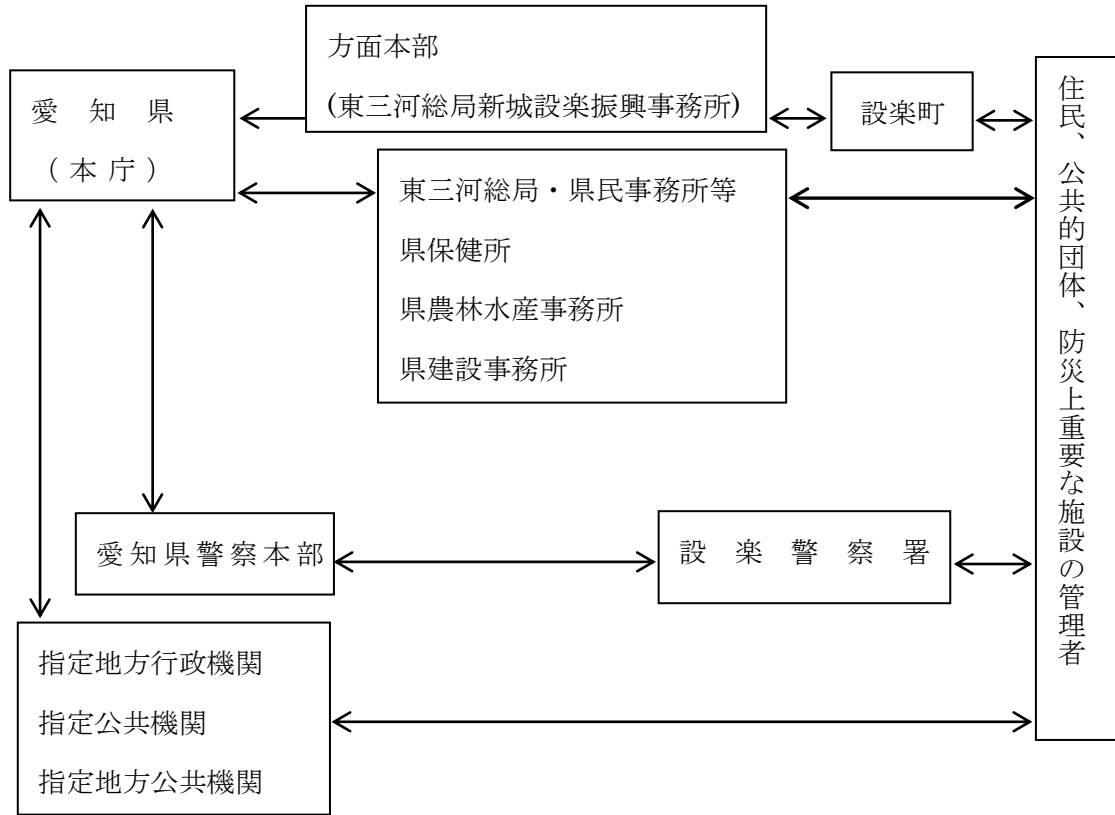 方面本部
(東三河総局新城設楽振興事務所)
愛知県
(本庁)
設楽町
住民、公共的団体、防災上重要な施設の管理者
東三河総局・県民事務所等
県保健所
県農林水産事務所
県建設事務所
愛知県警察本部
設楽警察署
指定地方行政機関
指定公共機関
指定地方公共機関